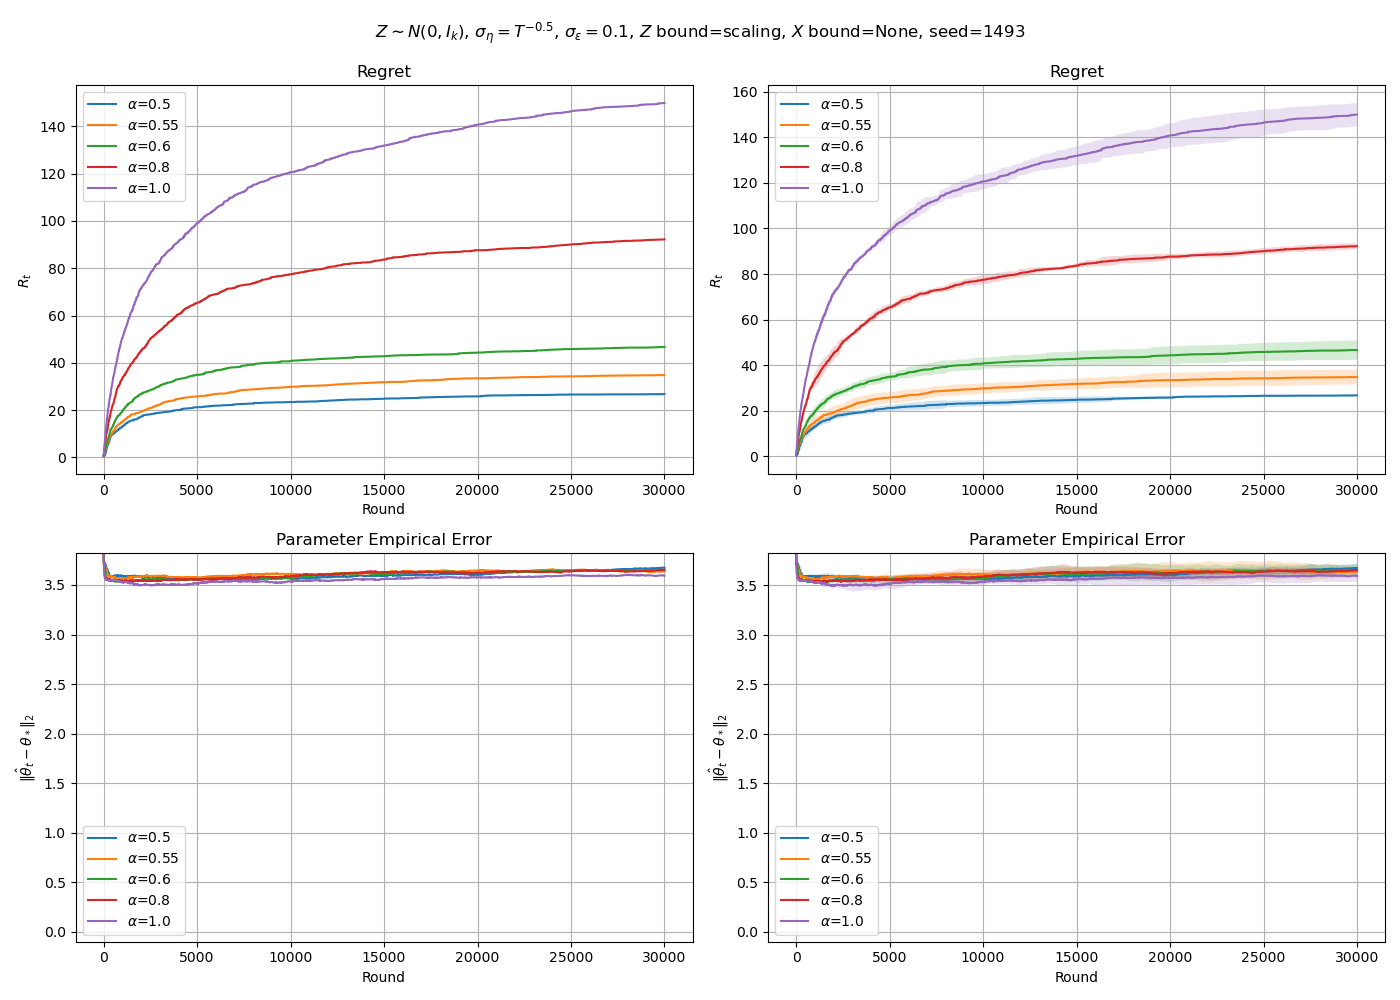 Z ∼ N(0, I_k), σ_η = T^{−0.5}, σ_ε = 0.1, Z bound=scaling, X bound=None, seed=1493
Regret
α=0.5
α=0.55
α=0.6
α=0.8
α=1.0
140
120
100
80
60
40
20
0
R_t
0 5000 10000 15000 20000 25000 30000
Round
Regret
α=0.5
α=0.55
α=0.6
α=0.8
α=1.0
160
140
120
100
80
60
40
20
0
R_t
0 5000 10000 15000 20000 25000 30000
Round
Parameter Empirical Error
3.5
3.0
2.5
2.0
1.5
1.0
0.5
0.0
‖θ̂_t − θ_*‖_2
α=0.5
α=0.55
α=0.6
α=0.8
α=1.0
0 5000 10000 15000 20000 25000 30000
Round
Parameter Empirical Error
3.5
3.0
2.5
2.0
1.5
1.0
0.5
0.0
‖θ̂_t − θ_*‖_2
α=0.5
α=0.55
α=0.6
α=0.8
α=1.0
0 5000 10000 15000 20000 25000 30000
Round